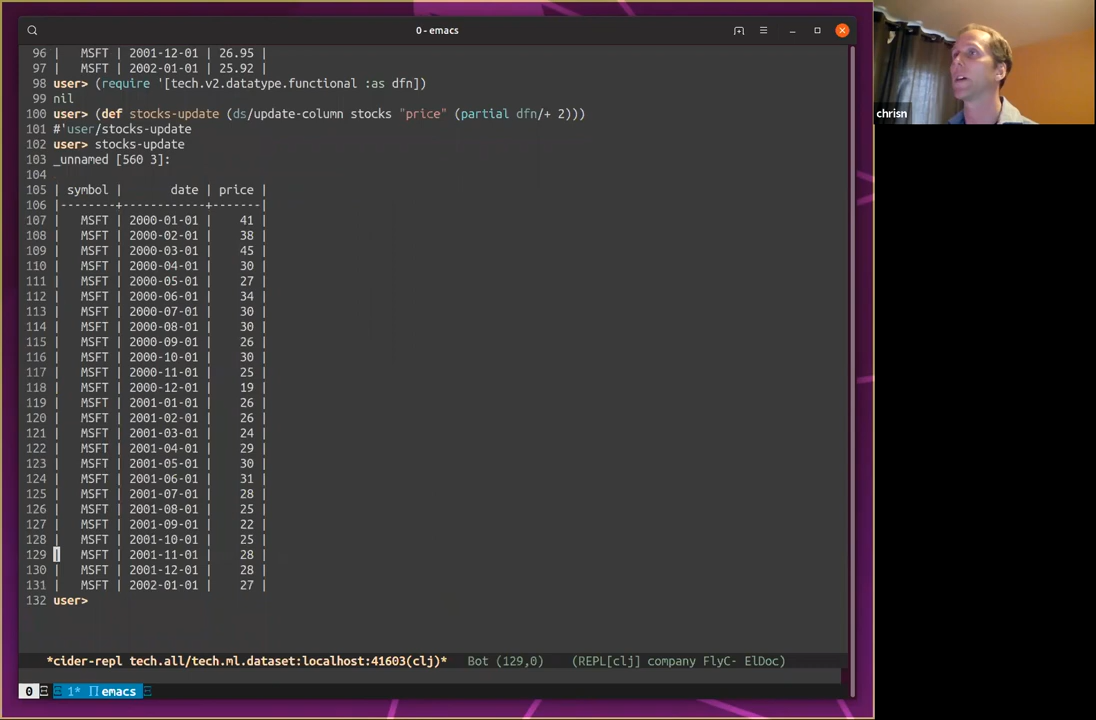 0 - emacs
96 |   MSFT | 2001-12-01 | 26.95 |
97 |   MSFT | 2002-01-01 | 25.92 |
98 user> (require '[tech.v2.datatype.functional :as dfn])
99 nil
100 user> (def stocks-update (ds/update-column stocks "price" (partial dfn/+ 2)))
101 #'user/stocks-update
102 user> stocks-update
103 _unnamed [560 3]:
104
105 | symbol |       date | price |
106 |--------+------------+-------|
107 |   MSFT | 2000-01-01 |    41 |
108 |   MSFT | 2000-02-01 |    38 |
109 |   MSFT | 2000-03-01 |    45 |
110 |   MSFT | 2000-04-01 |    30 |
111 |   MSFT | 2000-05-01 |    27 |
112 |   MSFT | 2000-06-01 |    34 |
113 |   MSFT | 2000-07-01 |    30 |
114 |   MSFT | 2000-08-01 |    30 |
115 |   MSFT | 2000-09-01 |    26 |
116 |   MSFT | 2000-10-01 |    30 |
117 |   MSFT | 2000-11-01 |    25 |
118 |   MSFT | 2000-12-01 |    19 |
119 |   MSFT | 2001-01-01 |    26 |
120 |   MSFT | 2001-02-01 |    26 |
121 |   MSFT | 2001-03-01 |    24 |
122 |   MSFT | 2001-04-01 |    29 |
123 |   MSFT | 2001-05-01 |    30 |
124 |   MSFT | 2001-06-01 |    31 |
125 |   MSFT | 2001-07-01 |    28 |
126 |   MSFT | 2001-08-01 |    25 |
127 |   MSFT | 2001-09-01 |    22 |
128 |   MSFT | 2001-10-01 |    25 |
129 |   MSFT | 2001-11-01 |    28 |
130 |   MSFT | 2001-12-01 |    28 |
131 |   MSFT | 2002-01-01 |    27 |
132 user>
*cider-repl tech.all/tech.ml.dataset:localhost:41603(clj)*   Bot (129,0)   (REPL[clj] company FlyC- ElDoc)
0 1* emacs
chrisn